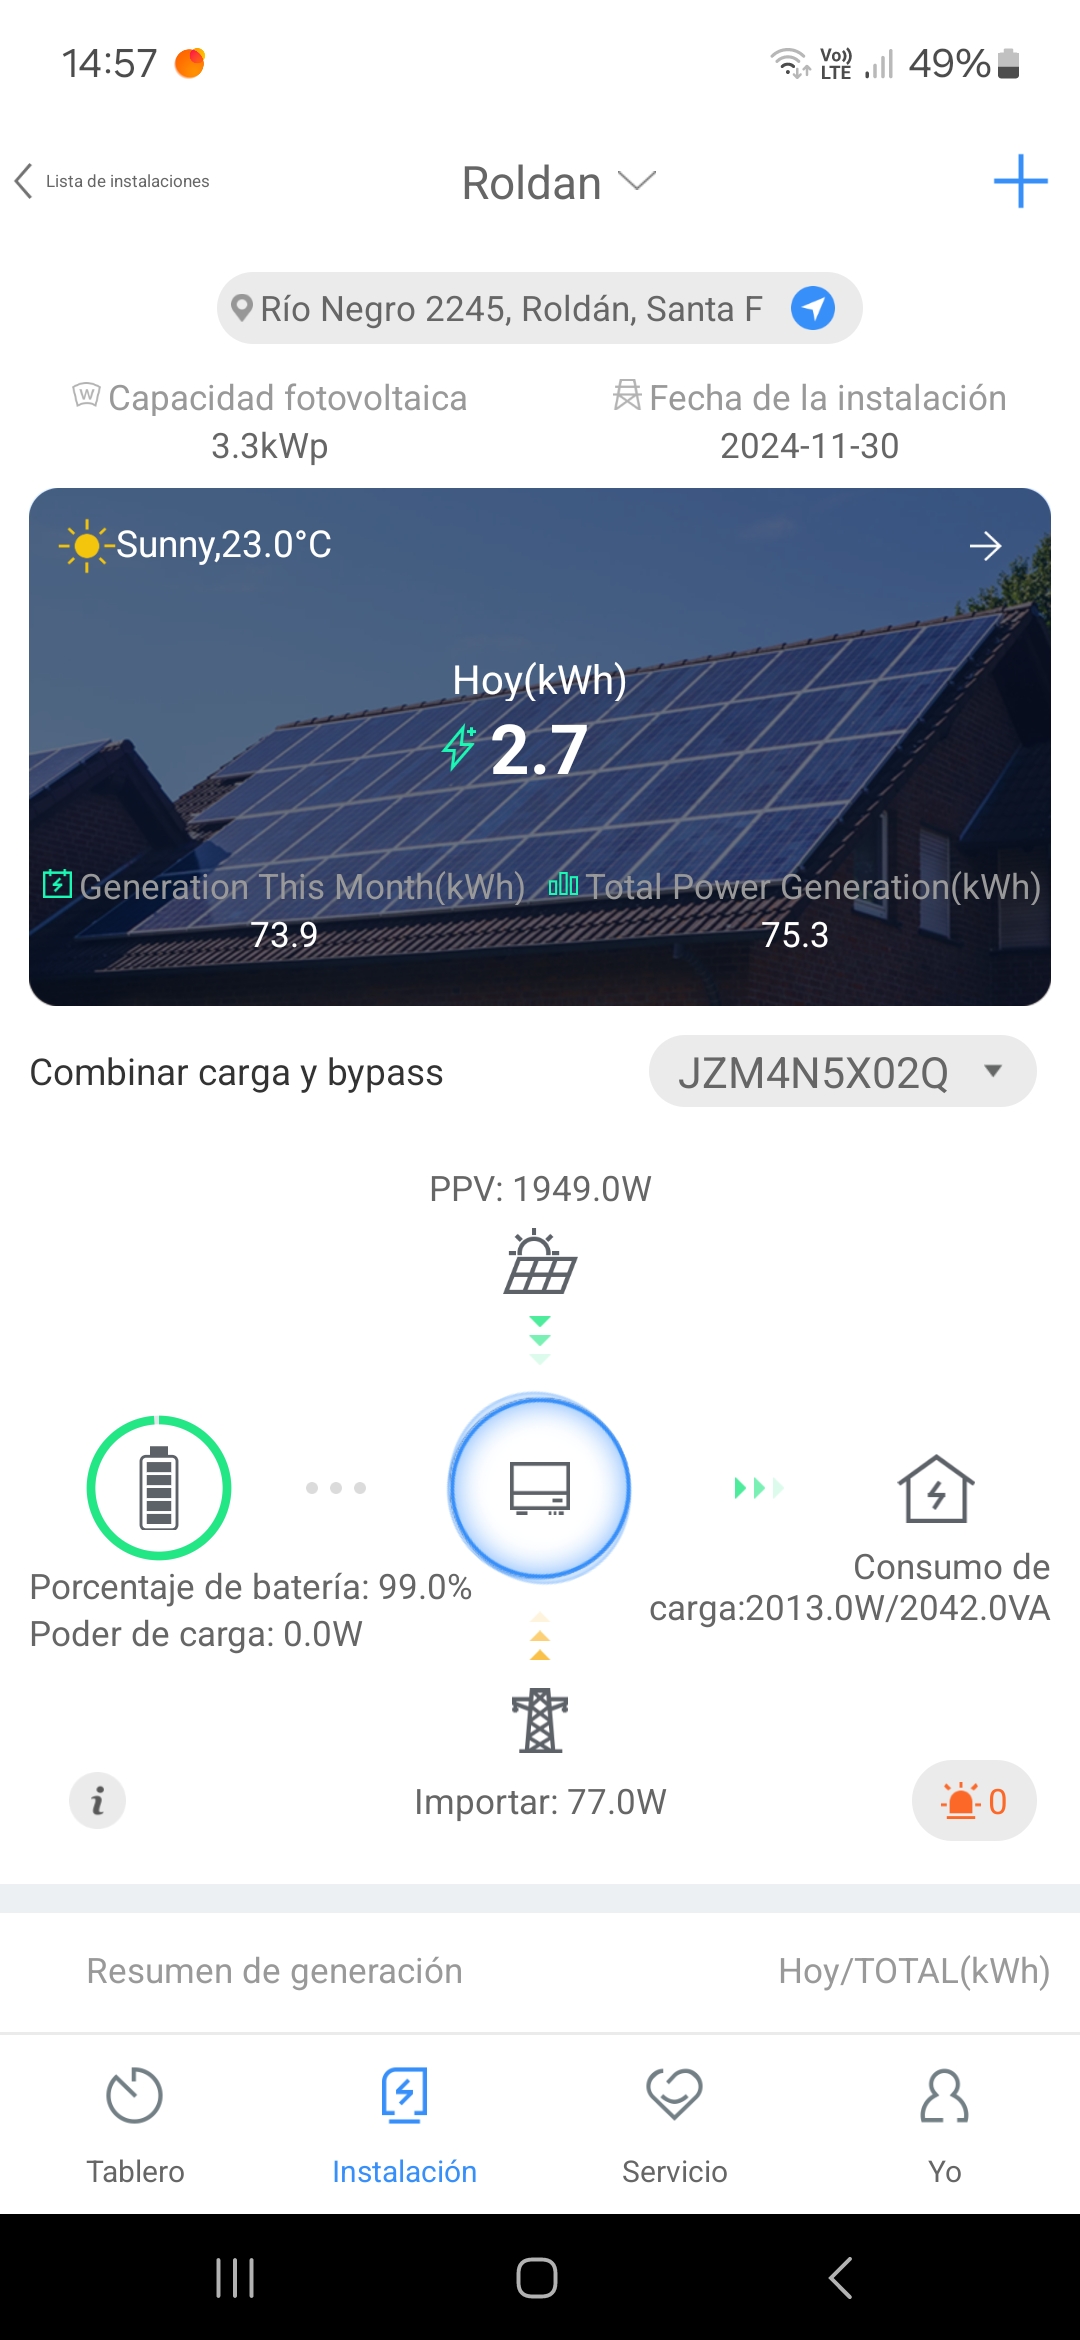 14:57
Vo)) LTE
49%
Lista de instalaciones
Roldan
Río Negro 2245, Roldán, Santa F
Capacidad fotovoltaica
3.3kWp
Fecha de la instalación
2024-11-30
Sunny,23.0°C
Hoy(kWh)
2.7
Generation This Month(kWh)
73.9
Total Power Generation(kWh)
75.3
Combinar carga y bypass
JZM4N5X02Q
PPV: 1949.0W
Porcentaje de batería: 99.0%
Poder de carga: 0.0W
Consumo de
carga:2013.0W/2042.0VA
Importar: 77.0W
0
Resumen de generación
Hoy/TOTAL(kWh)
Tablero
Instalación
Servicio
Yo